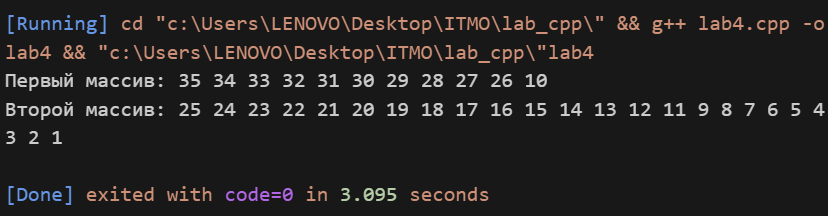 [Running] cd "c:\Users\LENOVO\Desktop\ITMO\lab_cpp\" && g++ lab4.cpp -o
lab4 && "c:\Users\LENOVO\Desktop\ITMO\lab_cpp\"lab4
Первый массив: 35 34 33 32 31 30 29 28 27 26 10
Второй массив: 25 24 23 22 21 20 19 18 17 16 15 14 13 12 11 9 8 7 6 5 4
3 2 1
[Done] exited with code=0 in 3.095 seconds